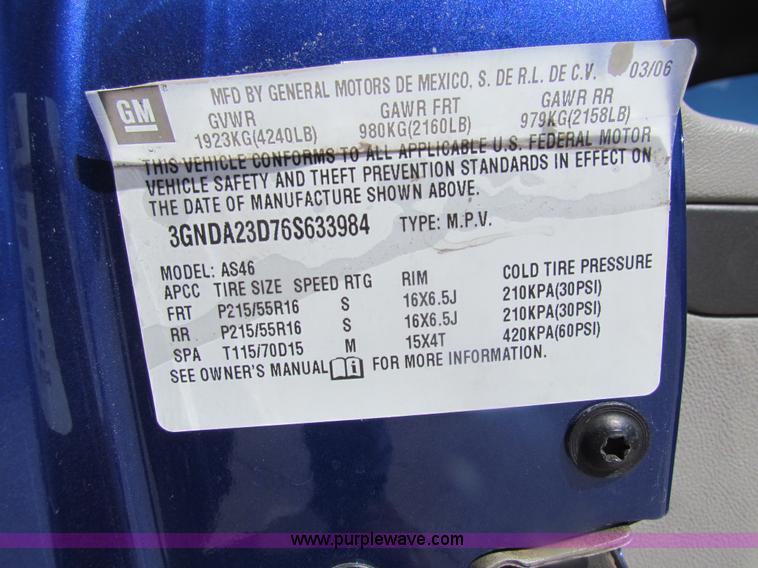 GM
MFD BY GENERAL MOTORS DE MEXICO, S. DE R.L. DE C.V. 03/06
GVWR GAWR FRT GAWR RR
1923KG(4240LB) 980KG(2160LB) 979KG(2158LB)
THIS VEHICLE CONFORMS TO ALL APPLICABLE U.S. FEDERAL MOTOR
VEHICLE SAFETY AND THEFT PREVENTION STANDARDS IN EFFECT ON
THE DATE OF MANUFACTURE SHOWN ABOVE.
3GNDA23D76S633984 TYPE: M.P.V.
MODEL: AS46
APCC TIRE SIZE SPEED RTG RIM COLD TIRE PRESSURE
FRT P215/55R16 S 16X6.5J 210KPA(30PSI)
RR P215/55R16 S 16X6.5J 210KPA(30PSI)
SPA T115/70D15 M 15X4T 420KPA(60PSI)
SEE OWNER'S MANUAL FOR MORE INFORMATION.
www.purplewave.com